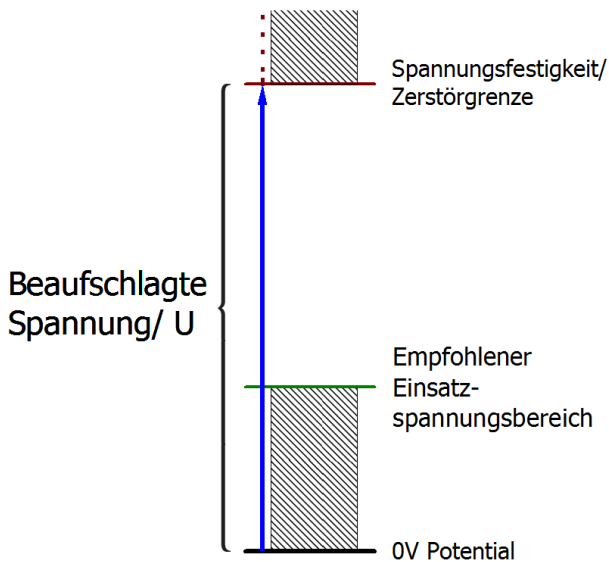 Spannungsfestigkeit/
Zerstörgrenze
Beaufschlagte
Spannung/ U
Empfohlener
Einsatz-
spannungsbereich
0V Potential